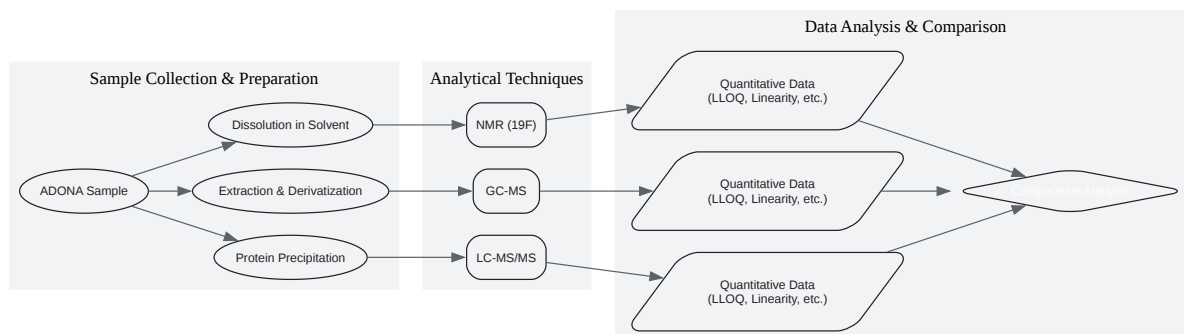 Data Analysis & Comparison
Sample Collection & Preparation
Analytical Techniques
Quantitative Data
(LLOQ, Linearity, etc.)
Dissolution in Solvent
NMR (19F)
ADONA Sample
Extraction & Derivatization
GC-MS
Quantitative Data
(LLOQ, Linearity, etc.)
Comparative Analysis
Protein Precipitation
LC-MS/MS
Quantitative Data
(LLOQ, Linearity, etc.)